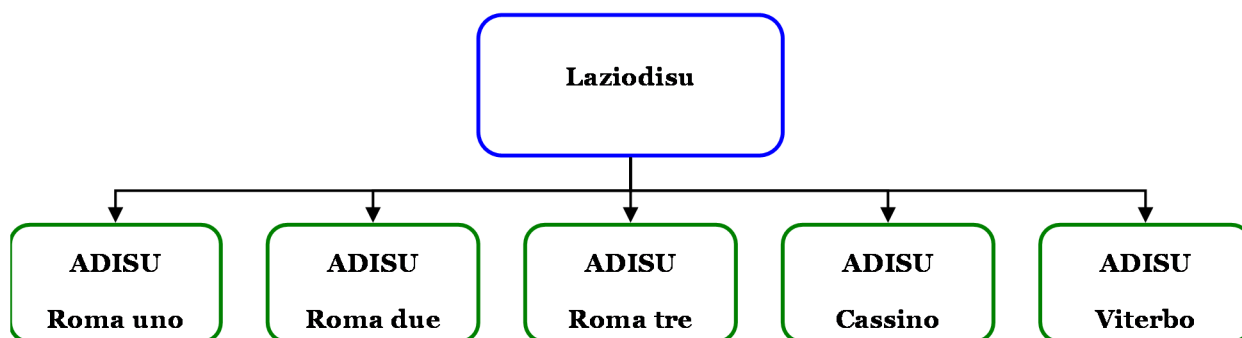 Laziodisu
ADISU
Roma uno
ADISU
Roma due
ADISU
Roma tre
ADISU
Cassino
ADISU
Viterbo